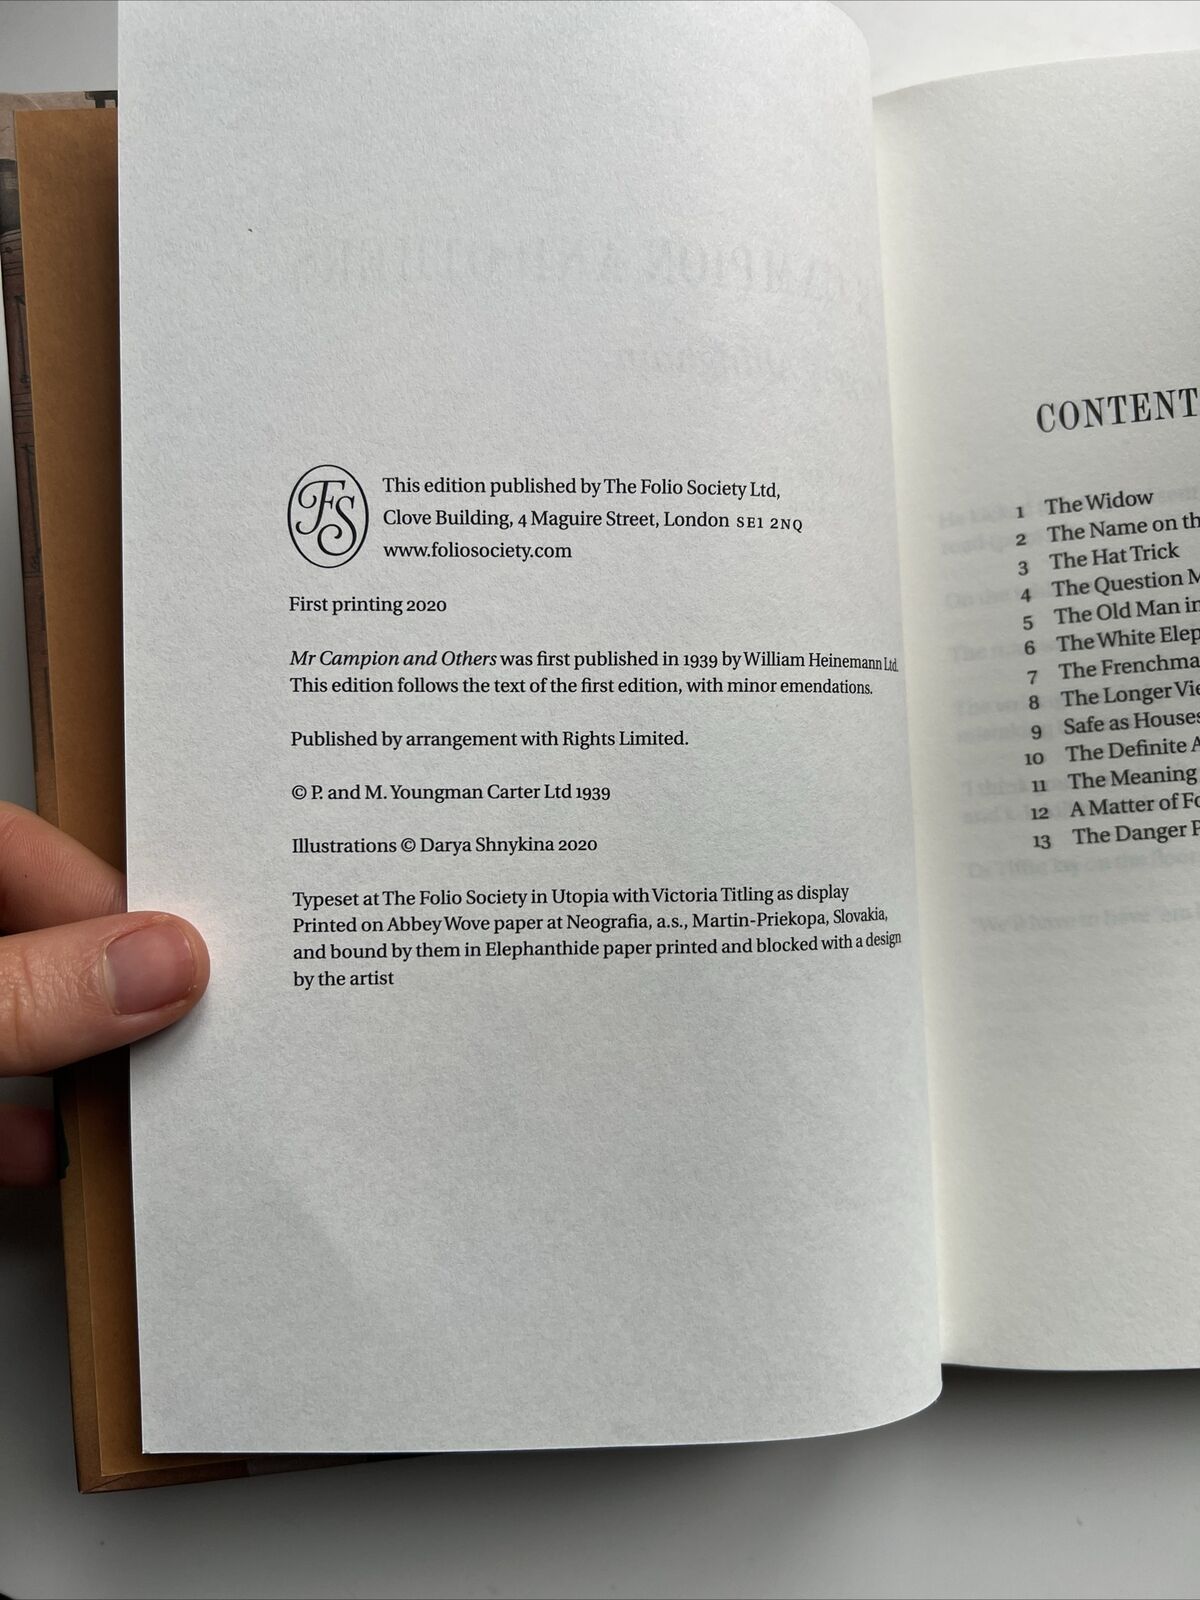 FS
This edition published by The Folio Society Ltd,
Clove Building, 4 Maguire Street, London SE1 2NQ
www.foliosociety.com
First printing 2020
Mr Campion and Others was first published in 1939 by William Heinemann Ltd.
This edition follows the text of the first edition, with minor emendations.
Published by arrangement with Rights Limited.
© P. and M. Youngman Carter Ltd 1939
Illustrations © Darya Shnykina 2020
Typeset at The Folio Society in Utopia with Victoria Titling as display
Printed on Abbey Wove paper at Neografia, a.s., Martin-Priekopa, Slovakia,
and bound by them in Elephanthide paper printed and blocked with a design
by the artist
CONTENT
1 The Widow
2 The Name on th
3 The Hat Trick
4 The Question M
5 The Old Man in
6 The White Elep
7 The Frenchma
8 The Longer Vie
9 Safe as Houses
10 The Definite A
11 The Meaning
12 A Matter of Fo
13 The Danger P